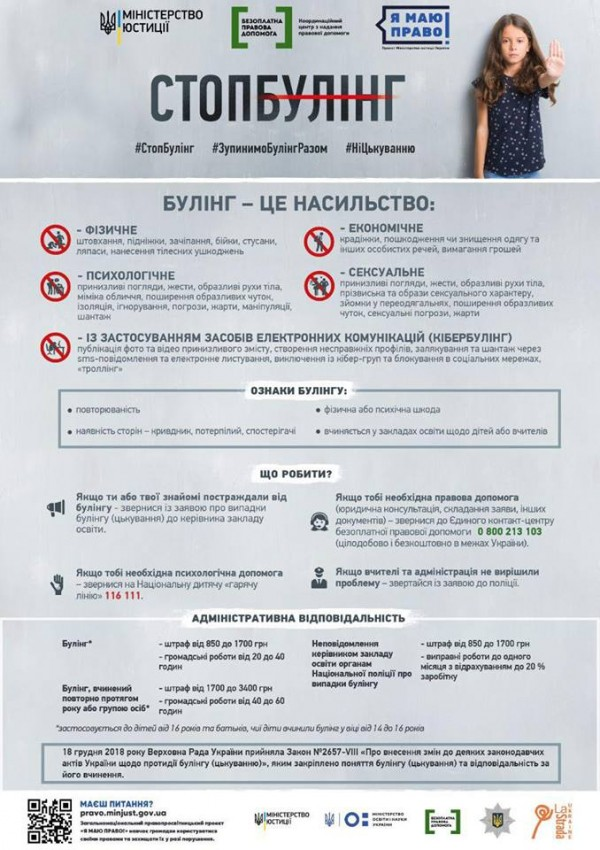 МІНІСТЕРСТВО
ЮСТИЦІЇ
БЕЗОПЛАТНА
ПРАВОВА
ДОПОМОГА
Координаційний
центр з надання
правової допомоги
Я МАЮ
ПРАВО!
Проєкт Міністерства юстиції України
СТОПБУЛІНГ
#СтопБулінг #ЗупинимоБулінгРазом #НіЦькуванню
БУЛІНГ – ЦЕ НАСИЛЬСТВО:
- ФІЗИЧНЕ
штовхання, підніжки, зачіпання, бійки, стусани,
ляпаси, нанесення тілесних ушкоджень
- ЕКОНОМІЧНЕ
крадіжки, пошкодження чи знищення одягу та
інших особистих речей, вимагання грошей
- ПСИХОЛОГІЧНЕ
принизливі погляди, жести, образливі рухи тіла,
міміка обличчя, поширення образливих чуток,
ізоляція, ігнорування, погрози, жарти, маніпуляції,
шантаж
- СЕКСУАЛЬНЕ
принизливі погляди, жести, образливі рухи тіла,
прізвиська та образи сексуального характеру,
зйомки у переодягальнях, поширення образливих
чуток, сексуальні погрози, жарти
- ІЗ ЗАСТОСУВАННЯМ ЗАСОБІВ ЕЛЕКТРОННИХ КОМУНІКАЦІЙ (КІБЕРБУЛІНГ)
публікація фото та відео принизливого змісту, створення несправжніх профілів, залякування та шантаж через
sms-повідомлення та електронне листування, виключення із кібер-груп та блокування в соціальних мережах,
«троллінг»
ОЗНАКИ БУЛІНГУ:
• повторюваність
• фізична або психічна шкода
• наявність сторін – кривдник, потерпілий, спостерігачі
• вчиняється у закладах освіти щодо дітей або вчителів
ЩО РОБИТИ?
Якщо ти або твої знайомі постраждали від
булінгу - звернися із заявою про випадки
булінгу (цькування) до керівника закладу
освіти.
Якщо тобі необхідна правова допомога
(юридична консультація, складання заяви, інших
документів) – звернися до Єдиного контакт-центру
безоплатної правової допомоги 0 800 213 103
(цілодобово і безкоштовно в межах України).
Якщо тобі необхідна психологічна допомога
– звернися на Національну дитячу «гарячу
лінію» 116 111.
Якщо вчителі та адміністрація не вирішили
проблему – звертайся із заявою до поліції.
АДМІНІСТРАТИВНА ВІДПОВІДАЛЬНІСТЬ
Булінг*
- штраф від 850 до 1700 грн
- громадські роботи від 20 до 40
годин
Неповідомлення
керівником закладу
освіти органам
Національної поліції про
випадки булінгу
- штраф від 850 до 1700 грн
- виправні роботи до одного
місяця з відрахуванням до 20 %
заробітку
Булінг, вчинений
повторно протягом
року або групою осіб*
- штраф від 1700 до 3400 грн
- громадські роботи від 40 до 60
годин
*застосовується до дітей від 16 років та батьків, чиї діти вчинили булінг у віці від 14 до 16 років
18 грудня 2018 року Верховна Рада України прийняла Закон №2657-VIII «Про внесення змін до деяких законодавчих
актів України щодо протидії булінгу (цькуванню)», яким закріплено поняття булінгу (цькування) та відповідальність за
його вчинення.
МАЄШ ПИТАННЯ?
pravo.minjust.gov.ua
Загальнонаціональний правопросвітницький проєкт
«Я МАЮ ПРАВО!» навчає громадян користуватися
своїми правами та захищати їх у разі порушення.
МІНІСТЕРСТВО
ЮСТИЦІЇ
МІНІСТЕРСТВО
ОСВІТИ І НАУКИ
УКРАЇНИ
БЕЗОПЛАТНА
ПРАВОВА
ДОПОМОГА
La Strada